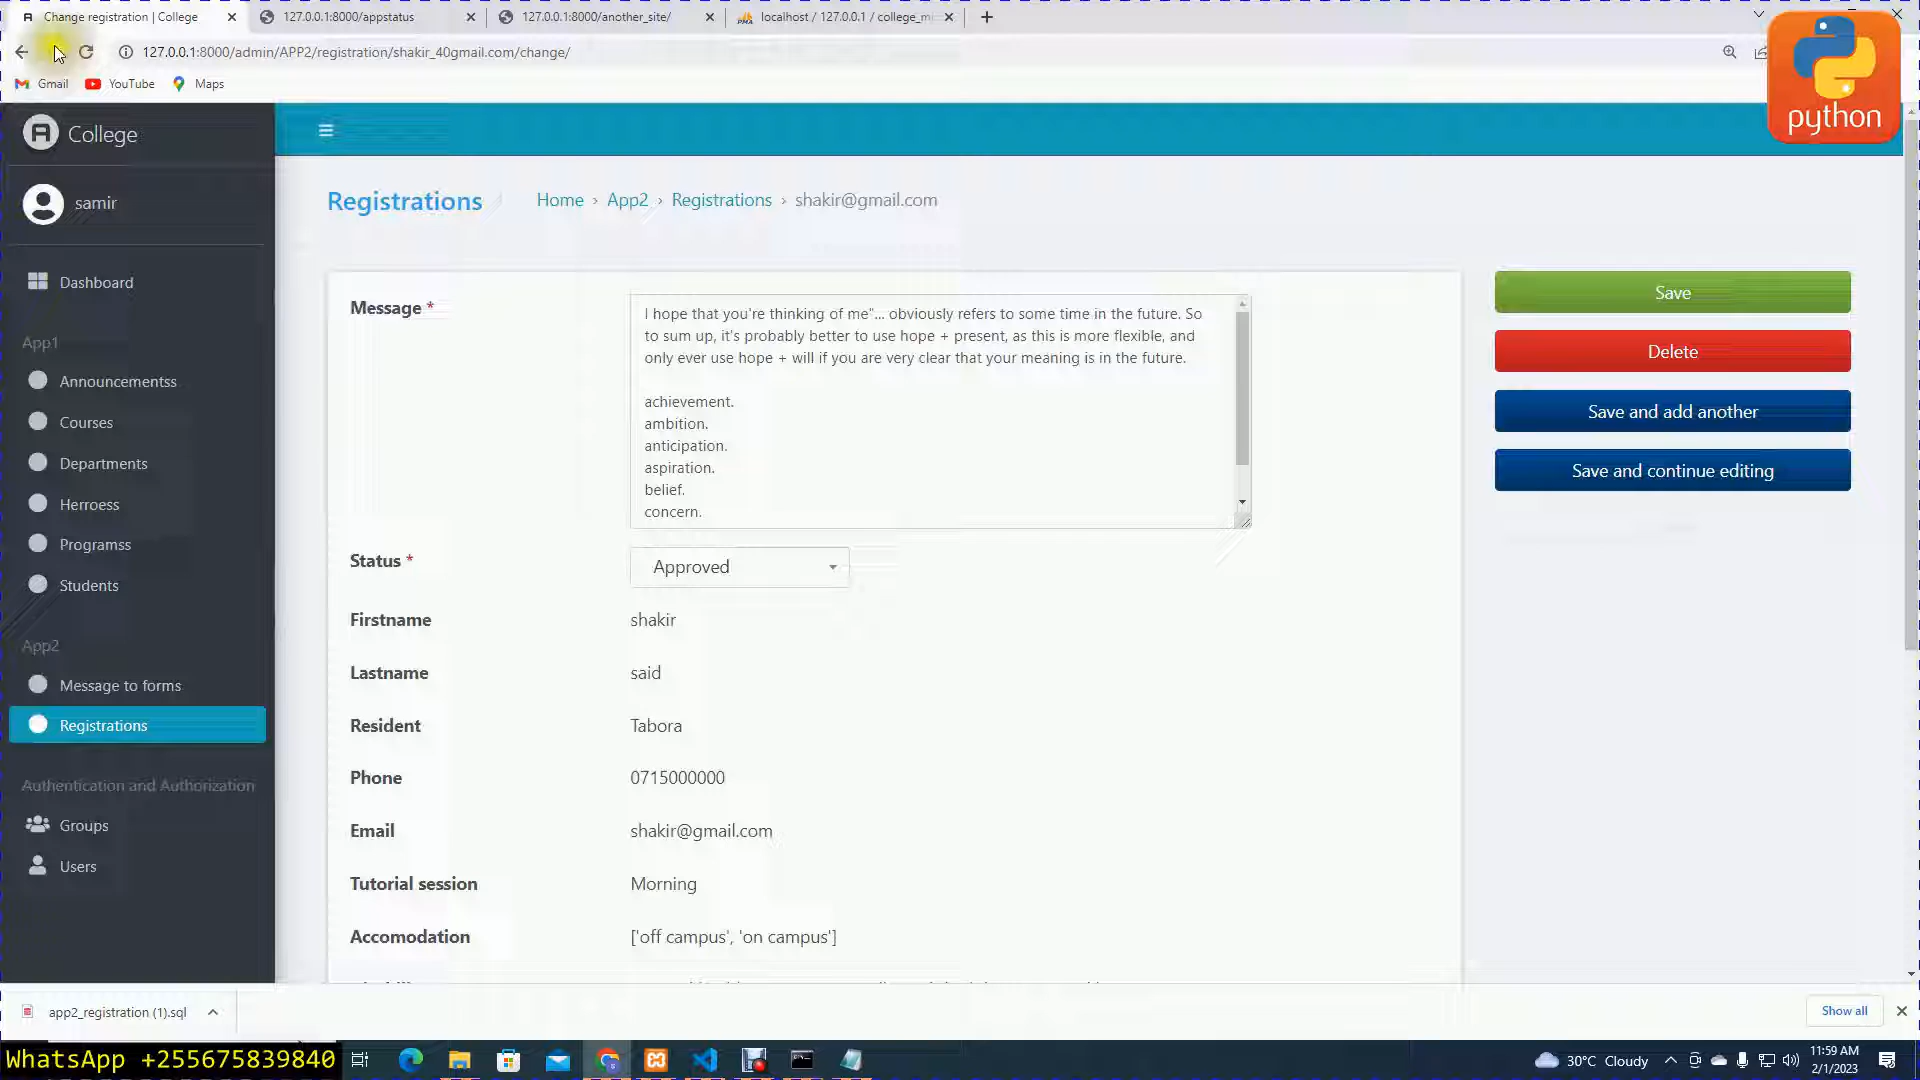 Change registration | College
127.0.0.1:8000/appstatus
127.0.0.1:8000/another_site/
localhost / 127.0.0.1 / college_m
127.0.0.1:8000/admin/APP2/registration/shakir_40gmail.com/change/
Gmail
YouTube
Maps
python
College
samir
Dashboard
App1
Announcementss
Courses
Departments
Herroess
Programss
Students
App2
Message to forms
Registrations
Authentication and Authorization
Groups
Users
Registrations
Home › App2 › Registrations › shakir@gmail.com
Message *
I hope that you're thinking of me"... obviously refers to some time in the future. So
to sum up, it's probably better to use hope + present, as this is more flexible, and
only ever use hope + will if you are very clear that your meaning is in the future.
achievement.
ambition.
anticipation.
aspiration.
belief.
concern.
Status *
Approved
Firstname
shakir
Lastname
said
Resident
Tabora
Phone
0715000000
Email
shakir@gmail.com
Tutorial session
Morning
Accomodation
['off campus', 'on campus']
Save
Delete
Save and add another
Save and continue editing
app2_registration (1).sql
Show all
WhatsApp +255675839840
30°C Cloudy
11:59 AM
2/1/2023